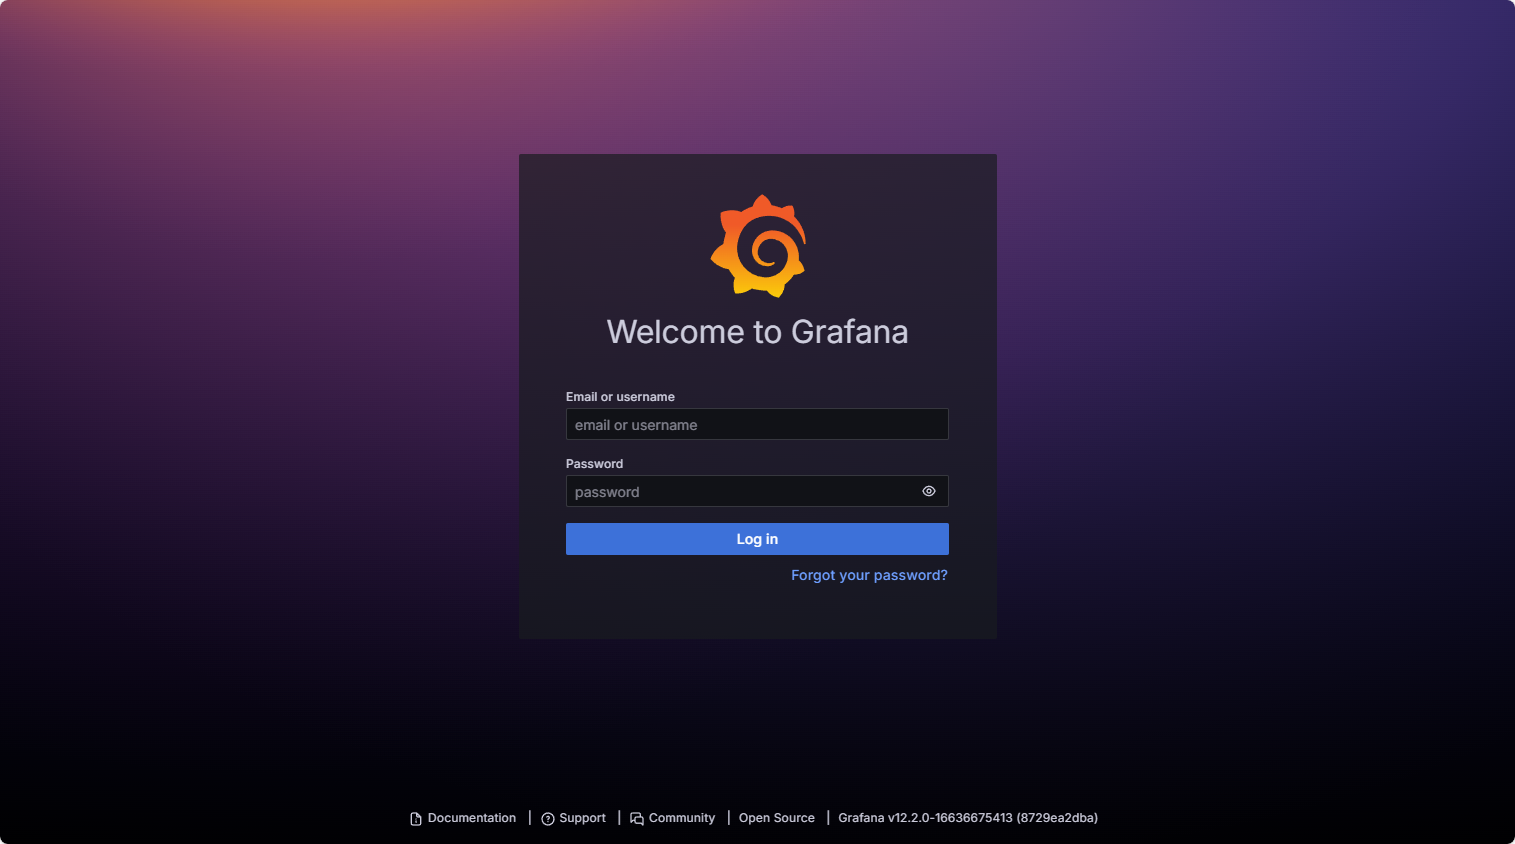 Welcome to Grafana
Email or username
email or username
Password
password
Log in
Forgot your password?
Documentation | Support | Community | Open Source | Grafana v12.2.0-16636675413 (8729ea2dba)